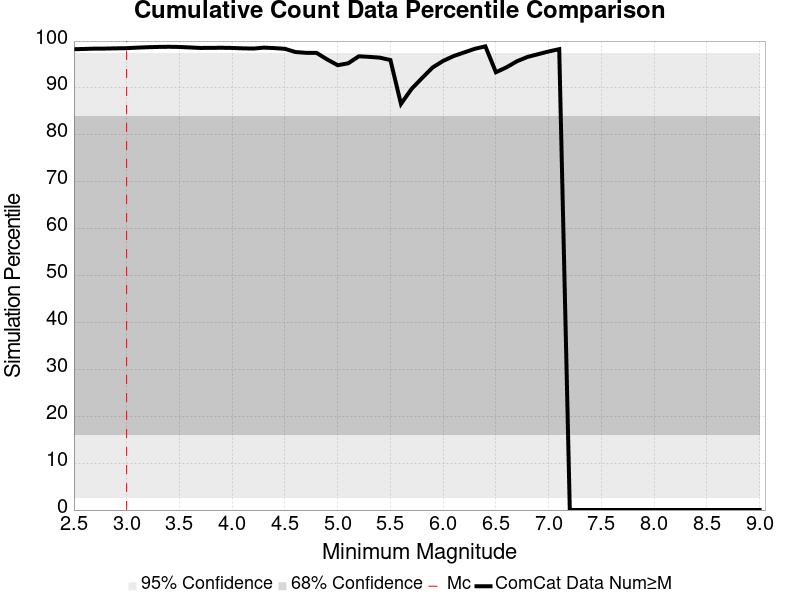 Cumulative Count Data Percentile Comparison
Simulation Percentile
100
90
80
70
60
50
40
30
20
10
0
2.5 3.0 3.5 4.0 4.5 5.0 5.5 6.0 6.5 7.0 7.5 8.0 8.5 9.0
Minimum Magnitude
95% Confidence 68% Confidence Mc ComCat Data Num≥M